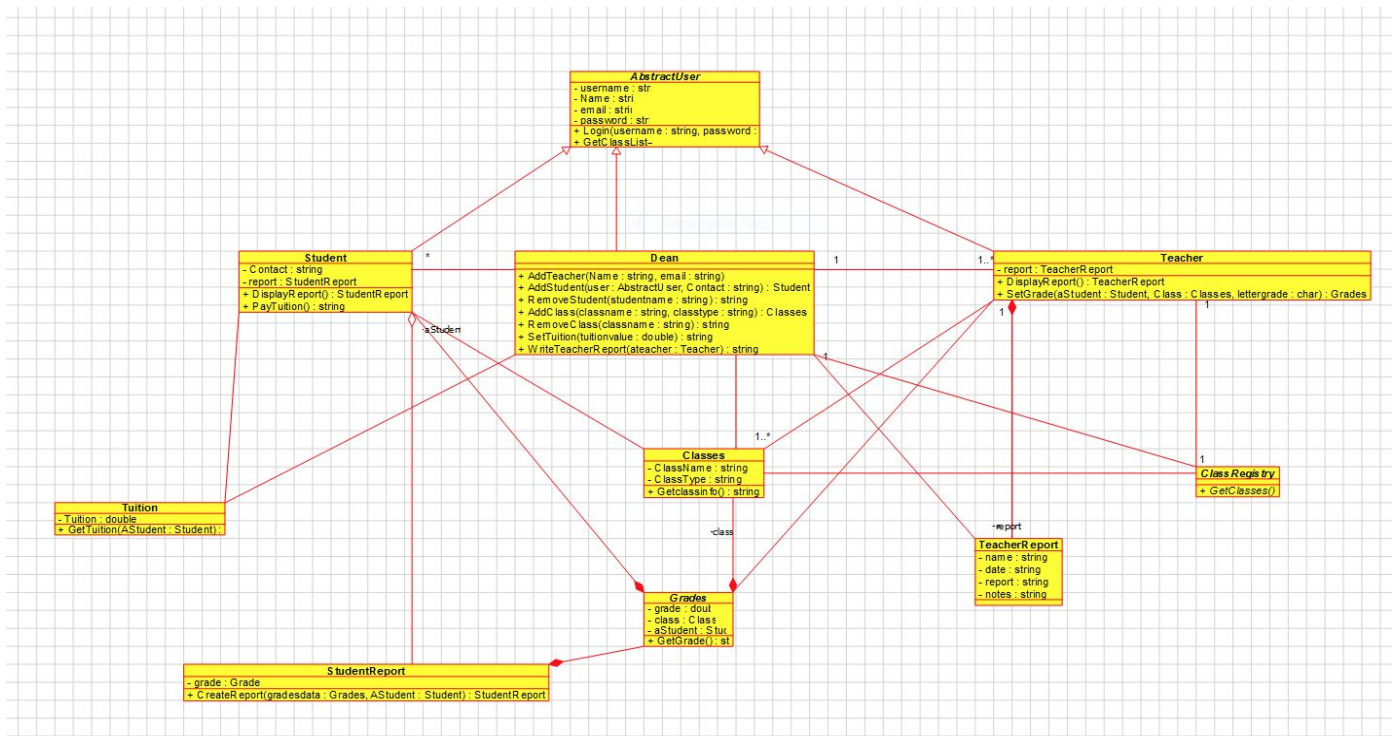 AbstractUser
- username : str
- Name : stri
- email : strii
- password : str
+ Login(username : string, password :
+ GetClassList
Student
- Contact : string
- report : StudentReport
+ DisplayReport() : StudentReport
+ PayTuition() : string
*
Dean
+ AddTeacher(Name : string, email : string)
+ AddStudent(user : AbstractUser, Contact : string) : Student
+ RemoveStudent(studentname : string) : string
+ AddClass(classname : string, classtype : string) : Classes
+ RemoveClass(classname : string) : string
+ SetTuition(tuitionvalue : double) : string
+ WriteTeacherReport(ateacher : Teacher) : string
1
1..*
Teacher
- report : TeacherReport
+ DisplayReport() : TeacherReport
+ SetGrade(aStudent : Student, Class : Classes, lettergrade : char) : Grades
1
1
-aStudent
1
1..*
Classes
- ClassName : string
- ClassType : string
+ Getclassinfo() : string
1
ClassRegistry
+ GetClasses()
Tuition
- Tuition : double
+ GetTuition(AStudent : Student) :
-class
-report
TeacherReport
- name : string
- date : string
- report : string
- notes : string
Grades
- grade : doub
- class : Class
- aStudent : Stud
+ GetGrade() : st
StudentReport
- grade : Grade
+ CreateReport(gradesdata : Grades, AStudent : Student) : StudentReport